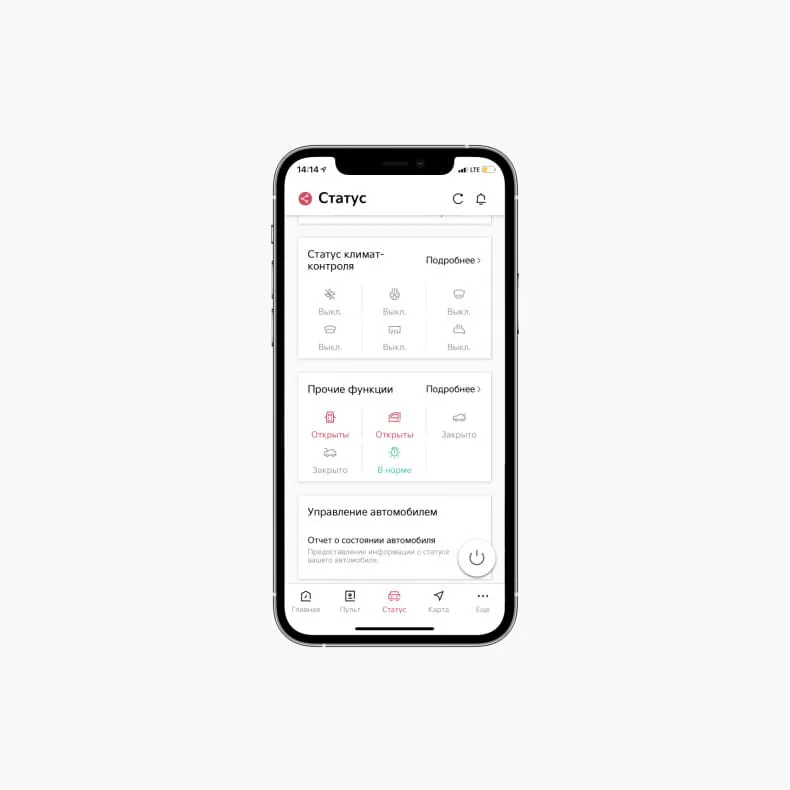 14:14
LTE
Статус
Статус климат-
контроля
Подробнее
Выкл.
Выкл.
Выкл.
Выкл.
Выкл.
Выкл.
Прочие функции
Подробнее
Открыты
Открыты
Закрыто
Закрыто
В норме
Управление автомобилем
Отчет о состоянии автомобиля
Предоставление информации о статусе
вашего автомобиля.
Главная
Пульт
Статус
Карта
Еще